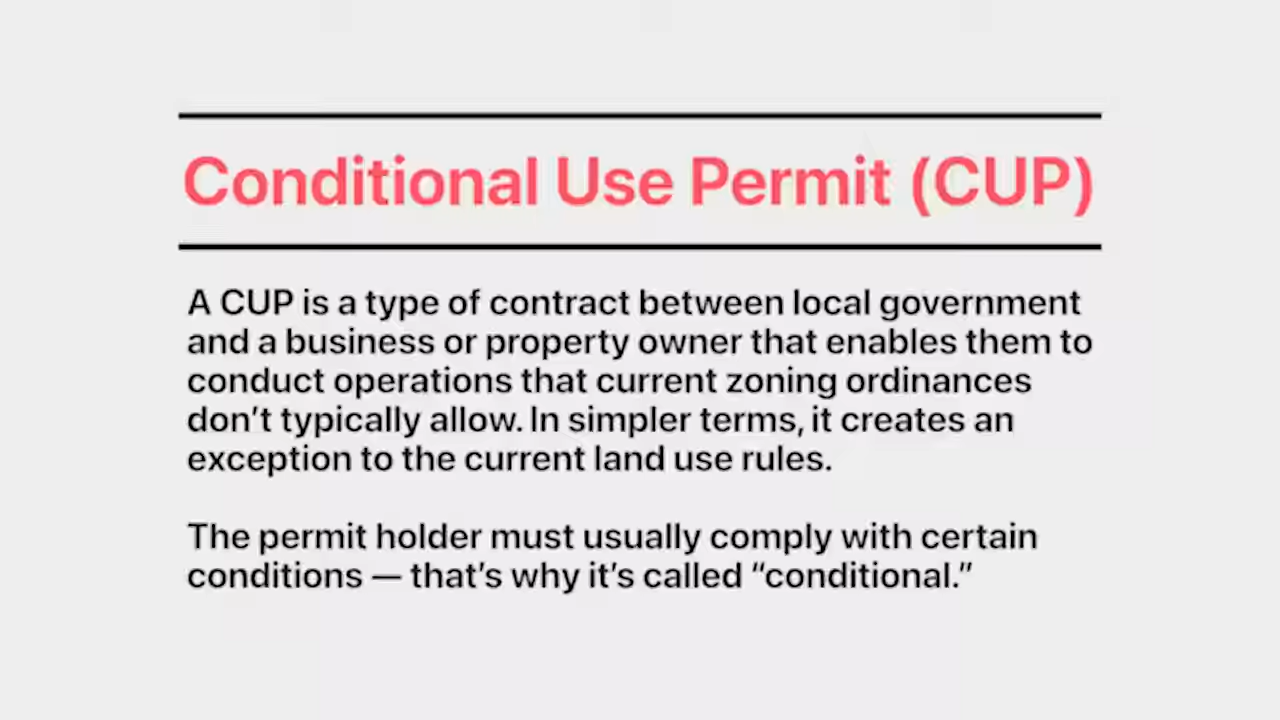 Conditional Use Permit (CUP)
A CUP is a type of contract between local government
and a business or property owner that enables them to
conduct operations that current zoning ordinances
don’t typically allow. In simpler terms, it creates an
exception to the current land use rules.
The permit holder must usually comply with certain
conditions — that’s why it’s called “conditional.”